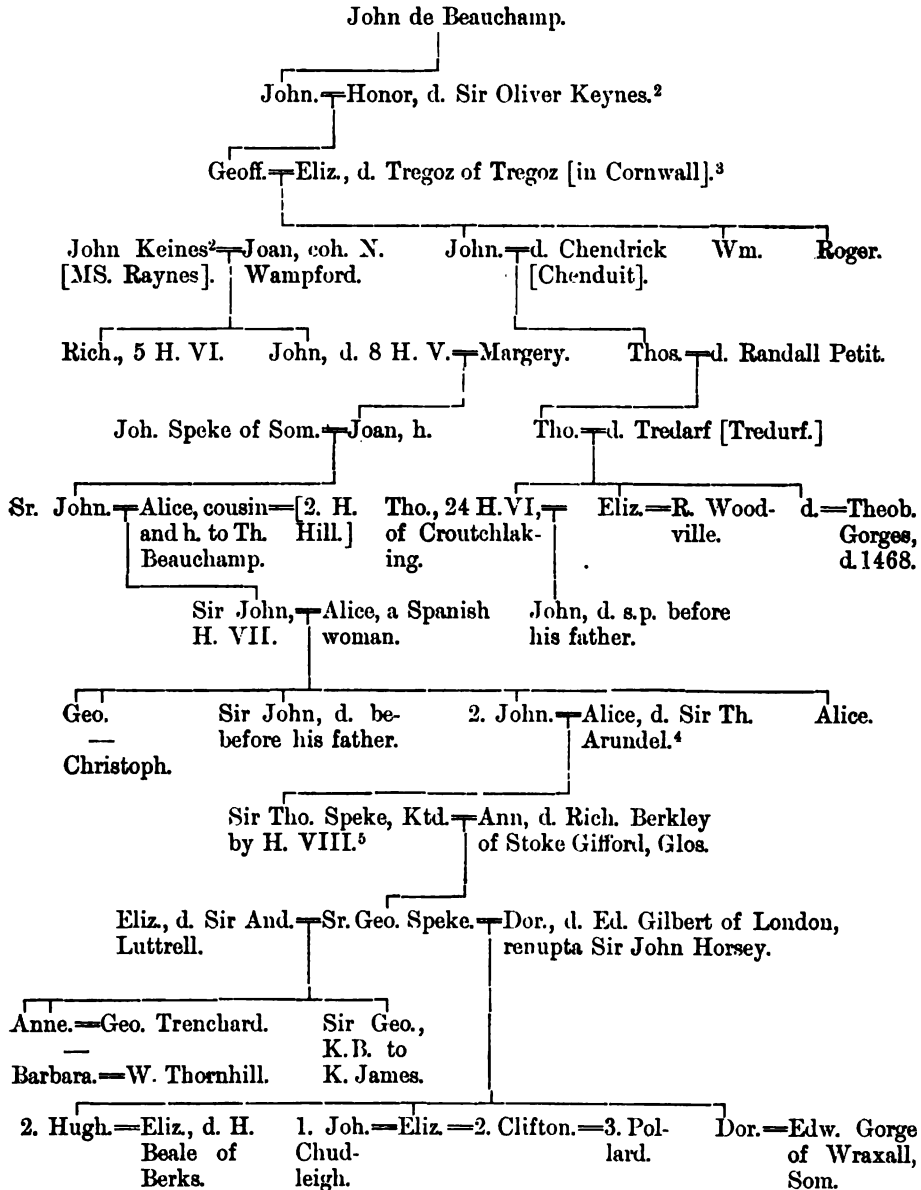 John de Beauchamp.
John. = Honor, d. Sir Oliver Keynes.²
Geoff. = Eliz., d. Tregoz of Tregoz [in Cornwall].³
John Keines² = Joan, coh. N. John. = d. Chendrick Wm. Roger.
[MS. Raynes]. Wampford. [Chenduit].
Rich., 5 H. VI. John, d. 8 H. V. = Margery. Thos. = d. Randall Petit.
Joh. Speke of Som. = Joan, h. Tho. = d. Tredarf [Tredurf.]
Sr. John. = Alice, cousin = [2. H. Tho., 24 H. VI, = Eliz. = R. Wood- d. = Theob.
and h. to Th. Hill.] of Croutchlak- ville. Gorges,
Beauchamp. ing. d. 1468.
Sir John, = Alice, a Spanish John, d. s.p. before
H. VII. woman. his father.
Geo. Sir John, d. be- 2. John. = Alice, d. Sir Th. Alice.
— before his father. Arundel.⁴
Christoph.
Sir Tho. Speke, Ktd. = Ann, d. Rich. Berkley
by H. VIII.⁵ of Stoke Gifford, Glos.
Eliz., d. Sir And. = Sr. Geo. Speke. = Dor., d. Ed. Gilbert of London,
Luttrell. renupta Sir John Horsey.
Anne. = Geo. Trenchard. Sir Geo.,
— K.B. to
Barbara. = W. Thornhill. K. James.
2. Hugh. = Eliz., d. H. 1. Joh. = Eliz. = 2. Clifton. = 3. Pol- Dor. = Edw. Gorge
Beale of Chud- lard. of Wraxall,
Berks. leigh. Som.